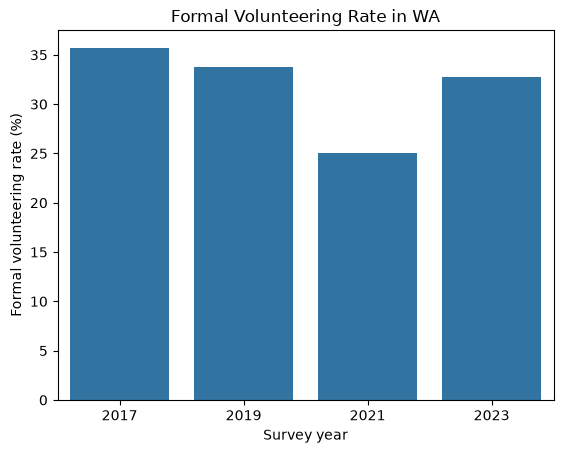 Formal Volunteering Rate in WA
Formal volunteering rate (%)
35
30
25
20
15
10
5
0
2017 2019 2021 2023
Survey year